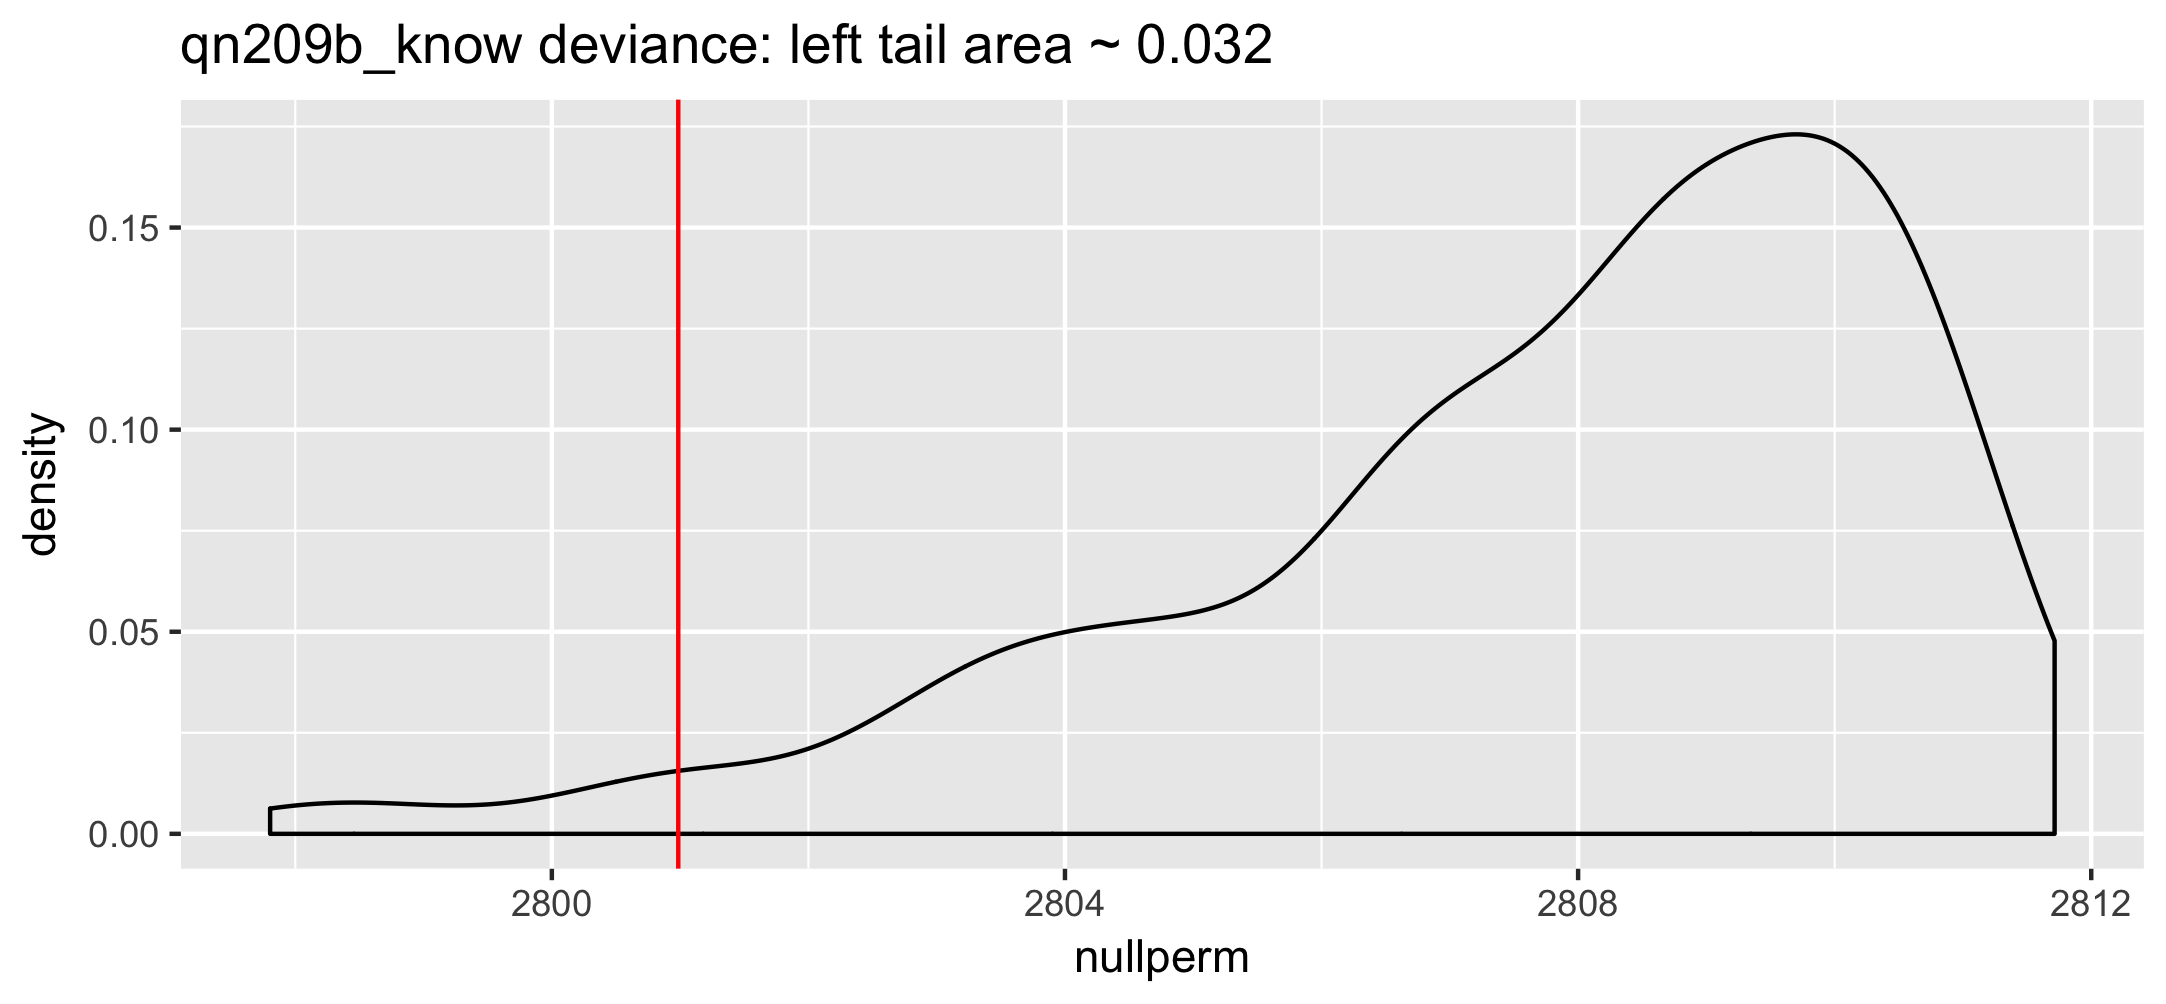 qn209b_know deviance: left tail area ~ 0.032
density
0.15
0.10
0.05
0.00
2800 2804 2808 2812
nullperm